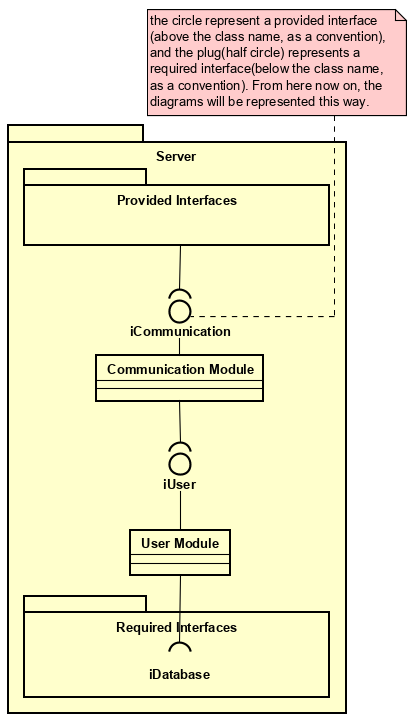 the circle represent a provided interface
(above the class name, as a convention),
and the plug(half circle) represents a
required interface(below the class name,
as a convention). From here now on, the
diagrams will be represented this way.
Server
Provided Interfaces
iCommunication
Communication Module
iUser
User Module
Required Interfaces
iDatabase